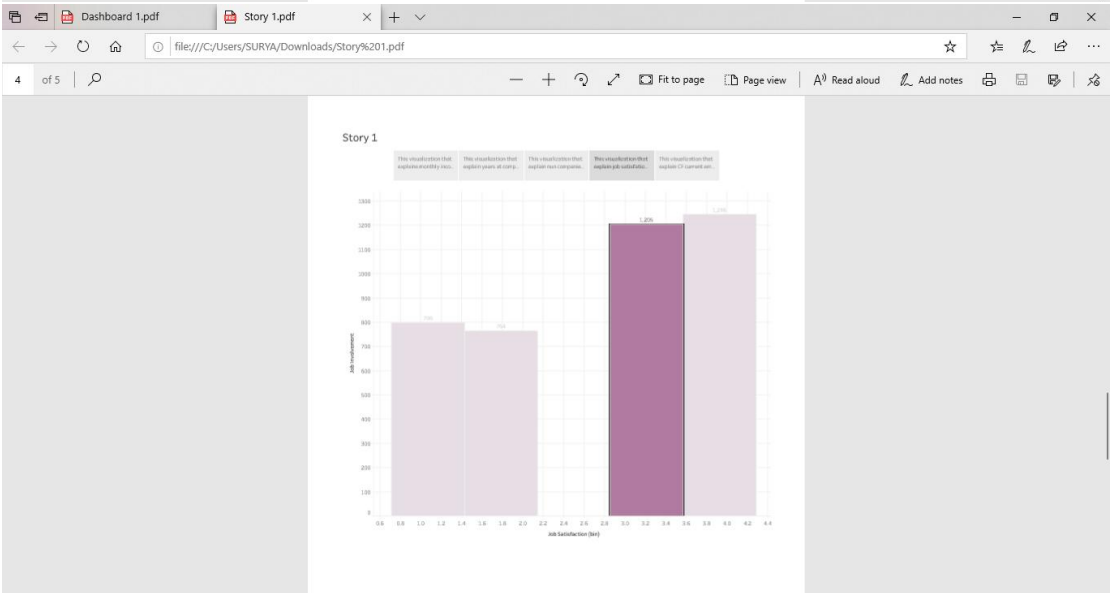 Dashboard 1.pdf
Story 1.pdf
file:///C:/Users/SURYA/Downloads/Story%201.pdf
4 of 5
Fit to page
Page view
Read aloud
Add notes
Story 1
This visualization that
explains monthly inco..
This visualization that
explain years at comp..
This visualization that
explain num companies..
This visualization that
explain job satisfactio..
This visualization that
explain
1300
1200
1100
1000
900
800
700
600
500
400
300
200
100
0
Job Involvement
1,206
0.6 0.8 1.0 1.2 1.4 1.6 1.8 2.0 2.2 2.4 2.6 2.8 3.0 3.2 3.4 3.6 3.8 4.0 4.2 4.4
Job Satisfaction (bin)